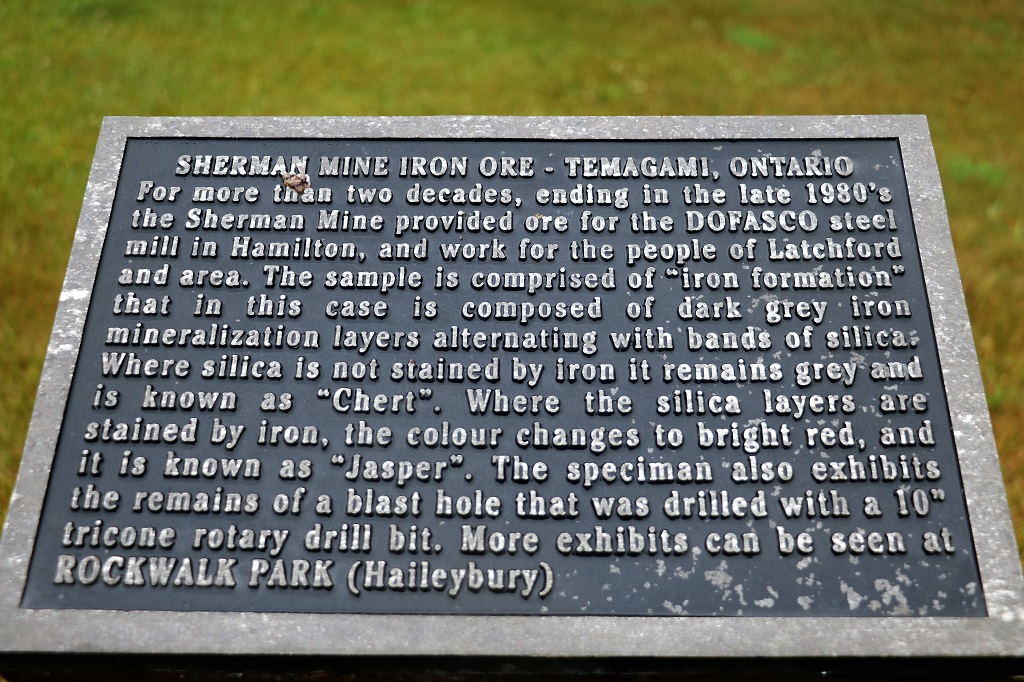 SHERMAN MINE IRON ORE - TEMAGAMI, ONTARIO
For more than two decades, ending in the late 1980's
the Sherman Mine provided ore for the DOFASCO steel
mill in Hamilton, and work for the people of Latchford
and area. The sample is comprised of "iron formation"
that in this case is composed of dark grey iron
mineralization layers alternating with bands of silica.
Where silica is not stained by iron it remains grey and
is known as "Chert". Where the silica layers are
stained by iron, the colour changes to bright red, and
it is known as "Jasper". The speciman also exhibits
the remains of a blast hole that was drilled with a 10"
tricone rotary drill bit. More exhibits can be seen at
ROCKWALK PARK (Haileybury)